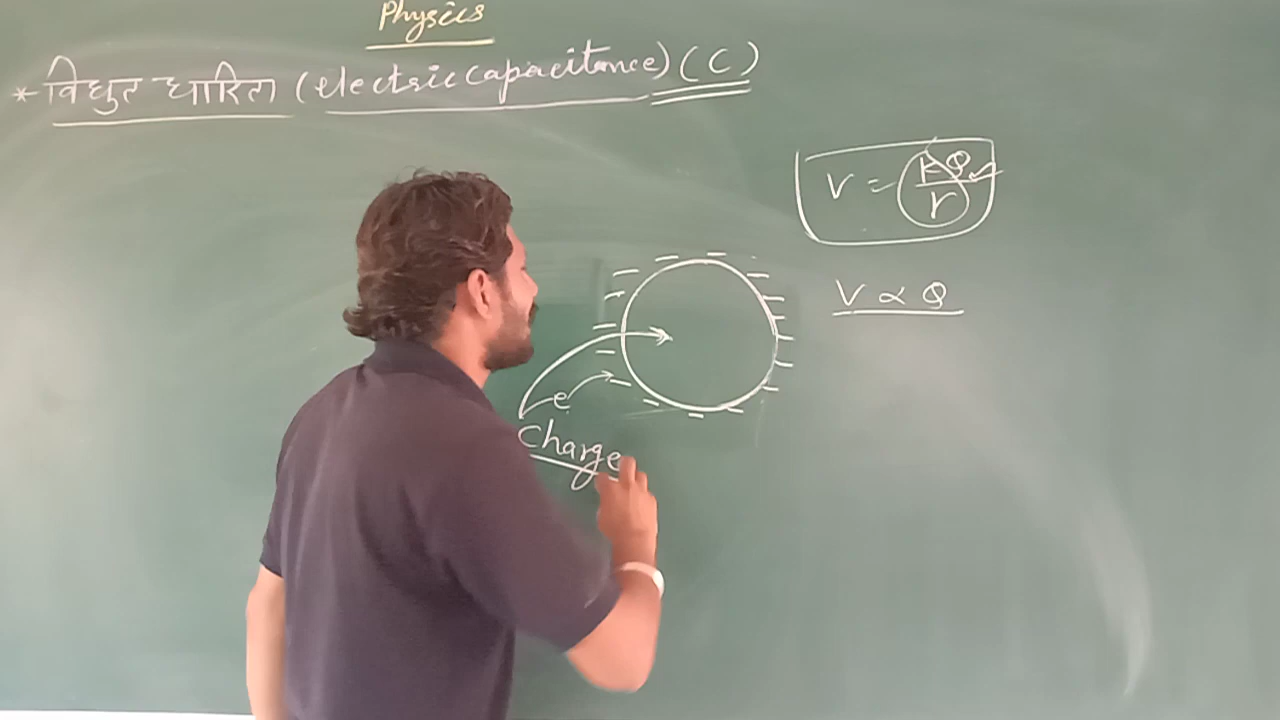 Physics
* विधुत धारिता (electric capacitance) (C)
V = kQ/r
V ∝ Q
e
charge